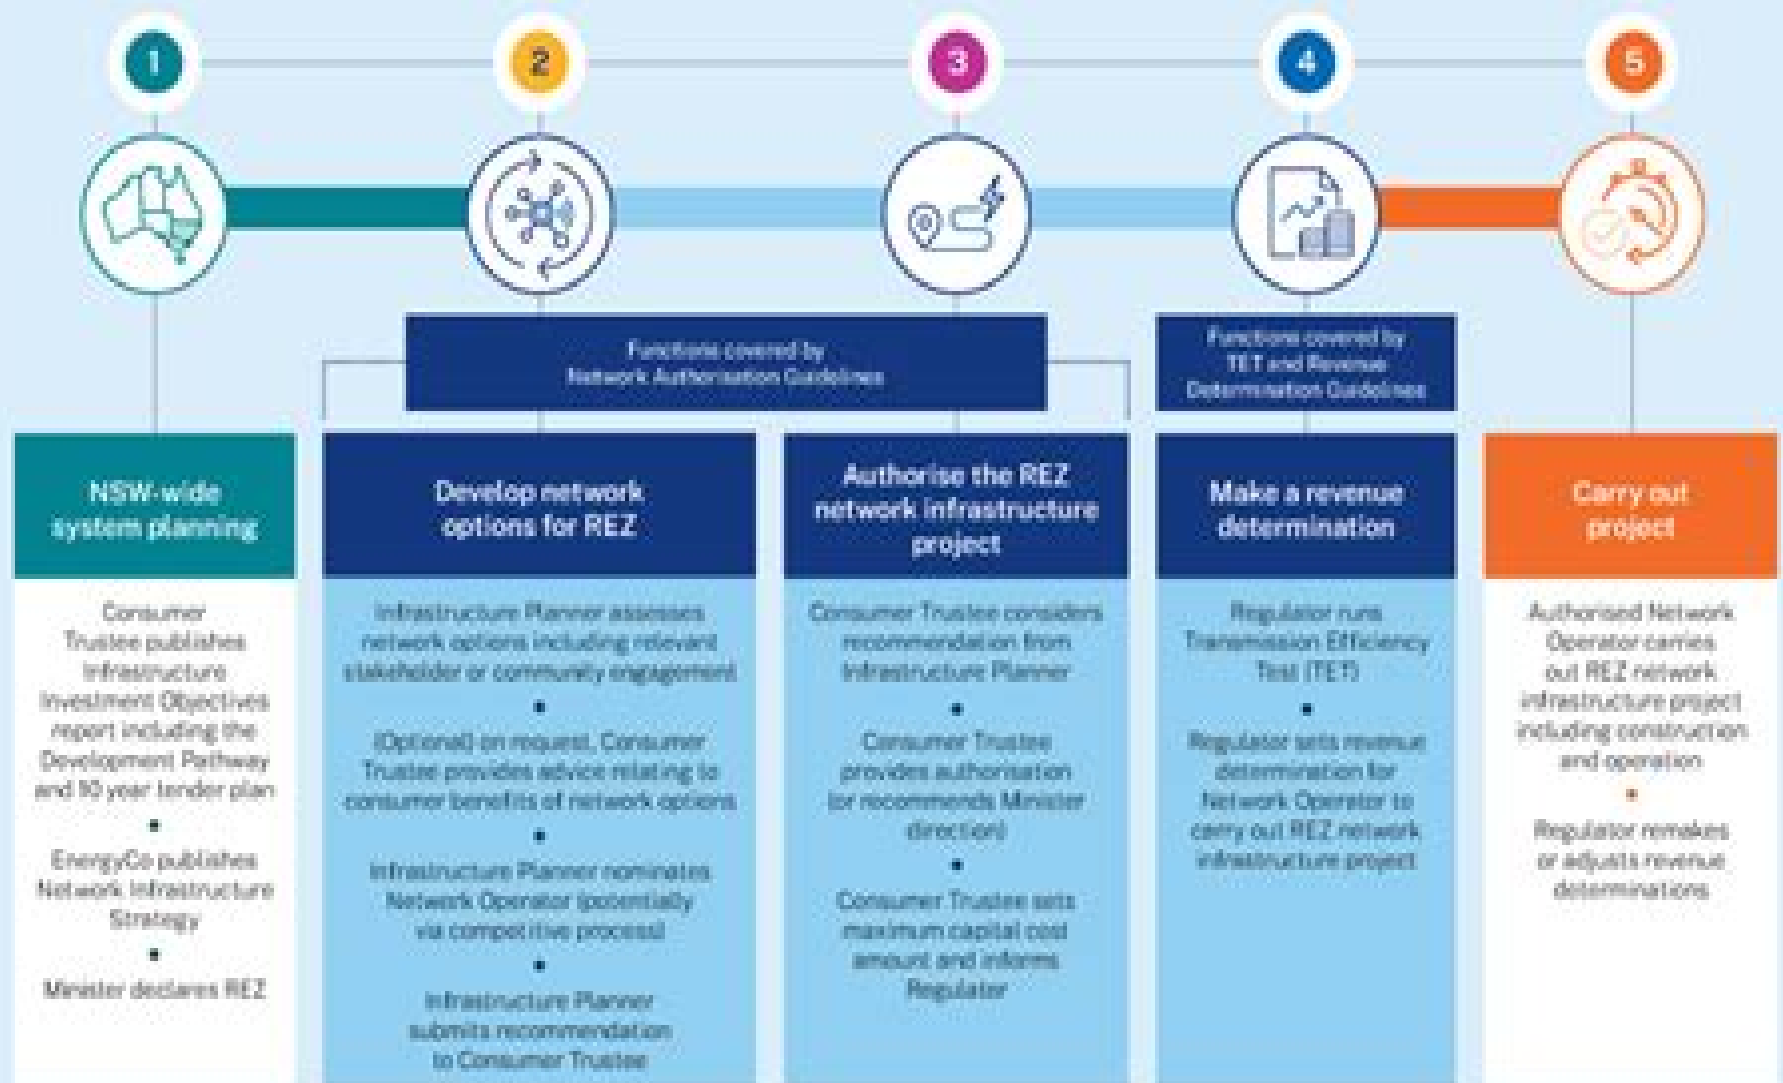 1
2
3
4
5
Functions covered by
Network Authorisation Guidelines
Functions covered by
TET and Revenue
Determination Guidelines
NSW-wide
system planning
Consumer
Trustee publishes
Infrastructure
Investment Objectives
report including the
Development Pathway
and 10 year tender plan
•
EnergyCo publishes
Network Infrastructure
Strategy
•
Minister declares REZ
Develop network
options for REZ
Infrastructure Planner assesses
network options including relevant
stakeholder or community engagement
•
(Optional) on request, Consumer
Trustee provides advice relating to
consumer benefits of network options
•
Infrastructure Planner nominates
Network Operator (potentially
via competitive process)
•
Infrastructure Planner
submits recommendation
to Consumer Trustee
Authorise the REZ
network infrastructure
project
Consumer Trustee considers
recommendation from
Infrastructure Planner
•
Consumer Trustee
provides authorisation
(or recommends Minister
direction)
•
Consumer Trustee sets
maximum capital cost
amount and informs
Regulator
Make a revenue
determination
Regulator runs
Transmission Efficiency
Test (TET)
•
Regulator sets revenue
determination for
Network Operator to
carry out REZ network
infrastructure project
Carry out
project
Authorised Network
Operator carries
out REZ network
infrastructure project
including construction
and operation
•
Regulator remakes
or adjusts revenue
determinations